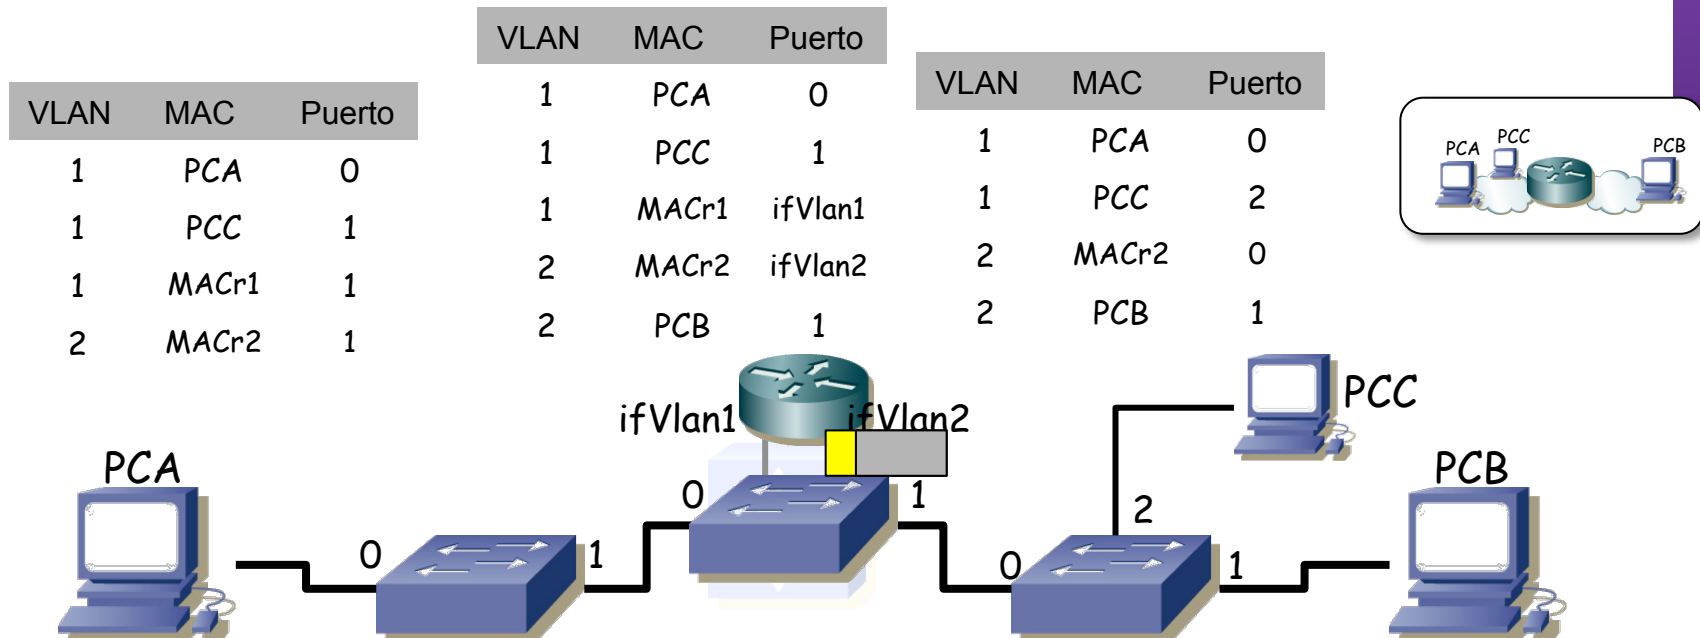 VLAN MAC Puerto
1 PCA 0
1 PCC 1
1 MACr1 1
2 MACr2 1
VLAN MAC Puerto
1 PCA 0
1 PCC 1
1 MACr1 ifVlan1
2 MACr2 ifVlan2
2 PCB 1
VLAN MAC Puerto
1 PCA 0
1 PCC 2
2 MACr2 0
2 PCB 1
PCA PCC PCB
ifVlan1 ifVlan2
PCC
PCA
PCB
0 1
2
0 1
0 1